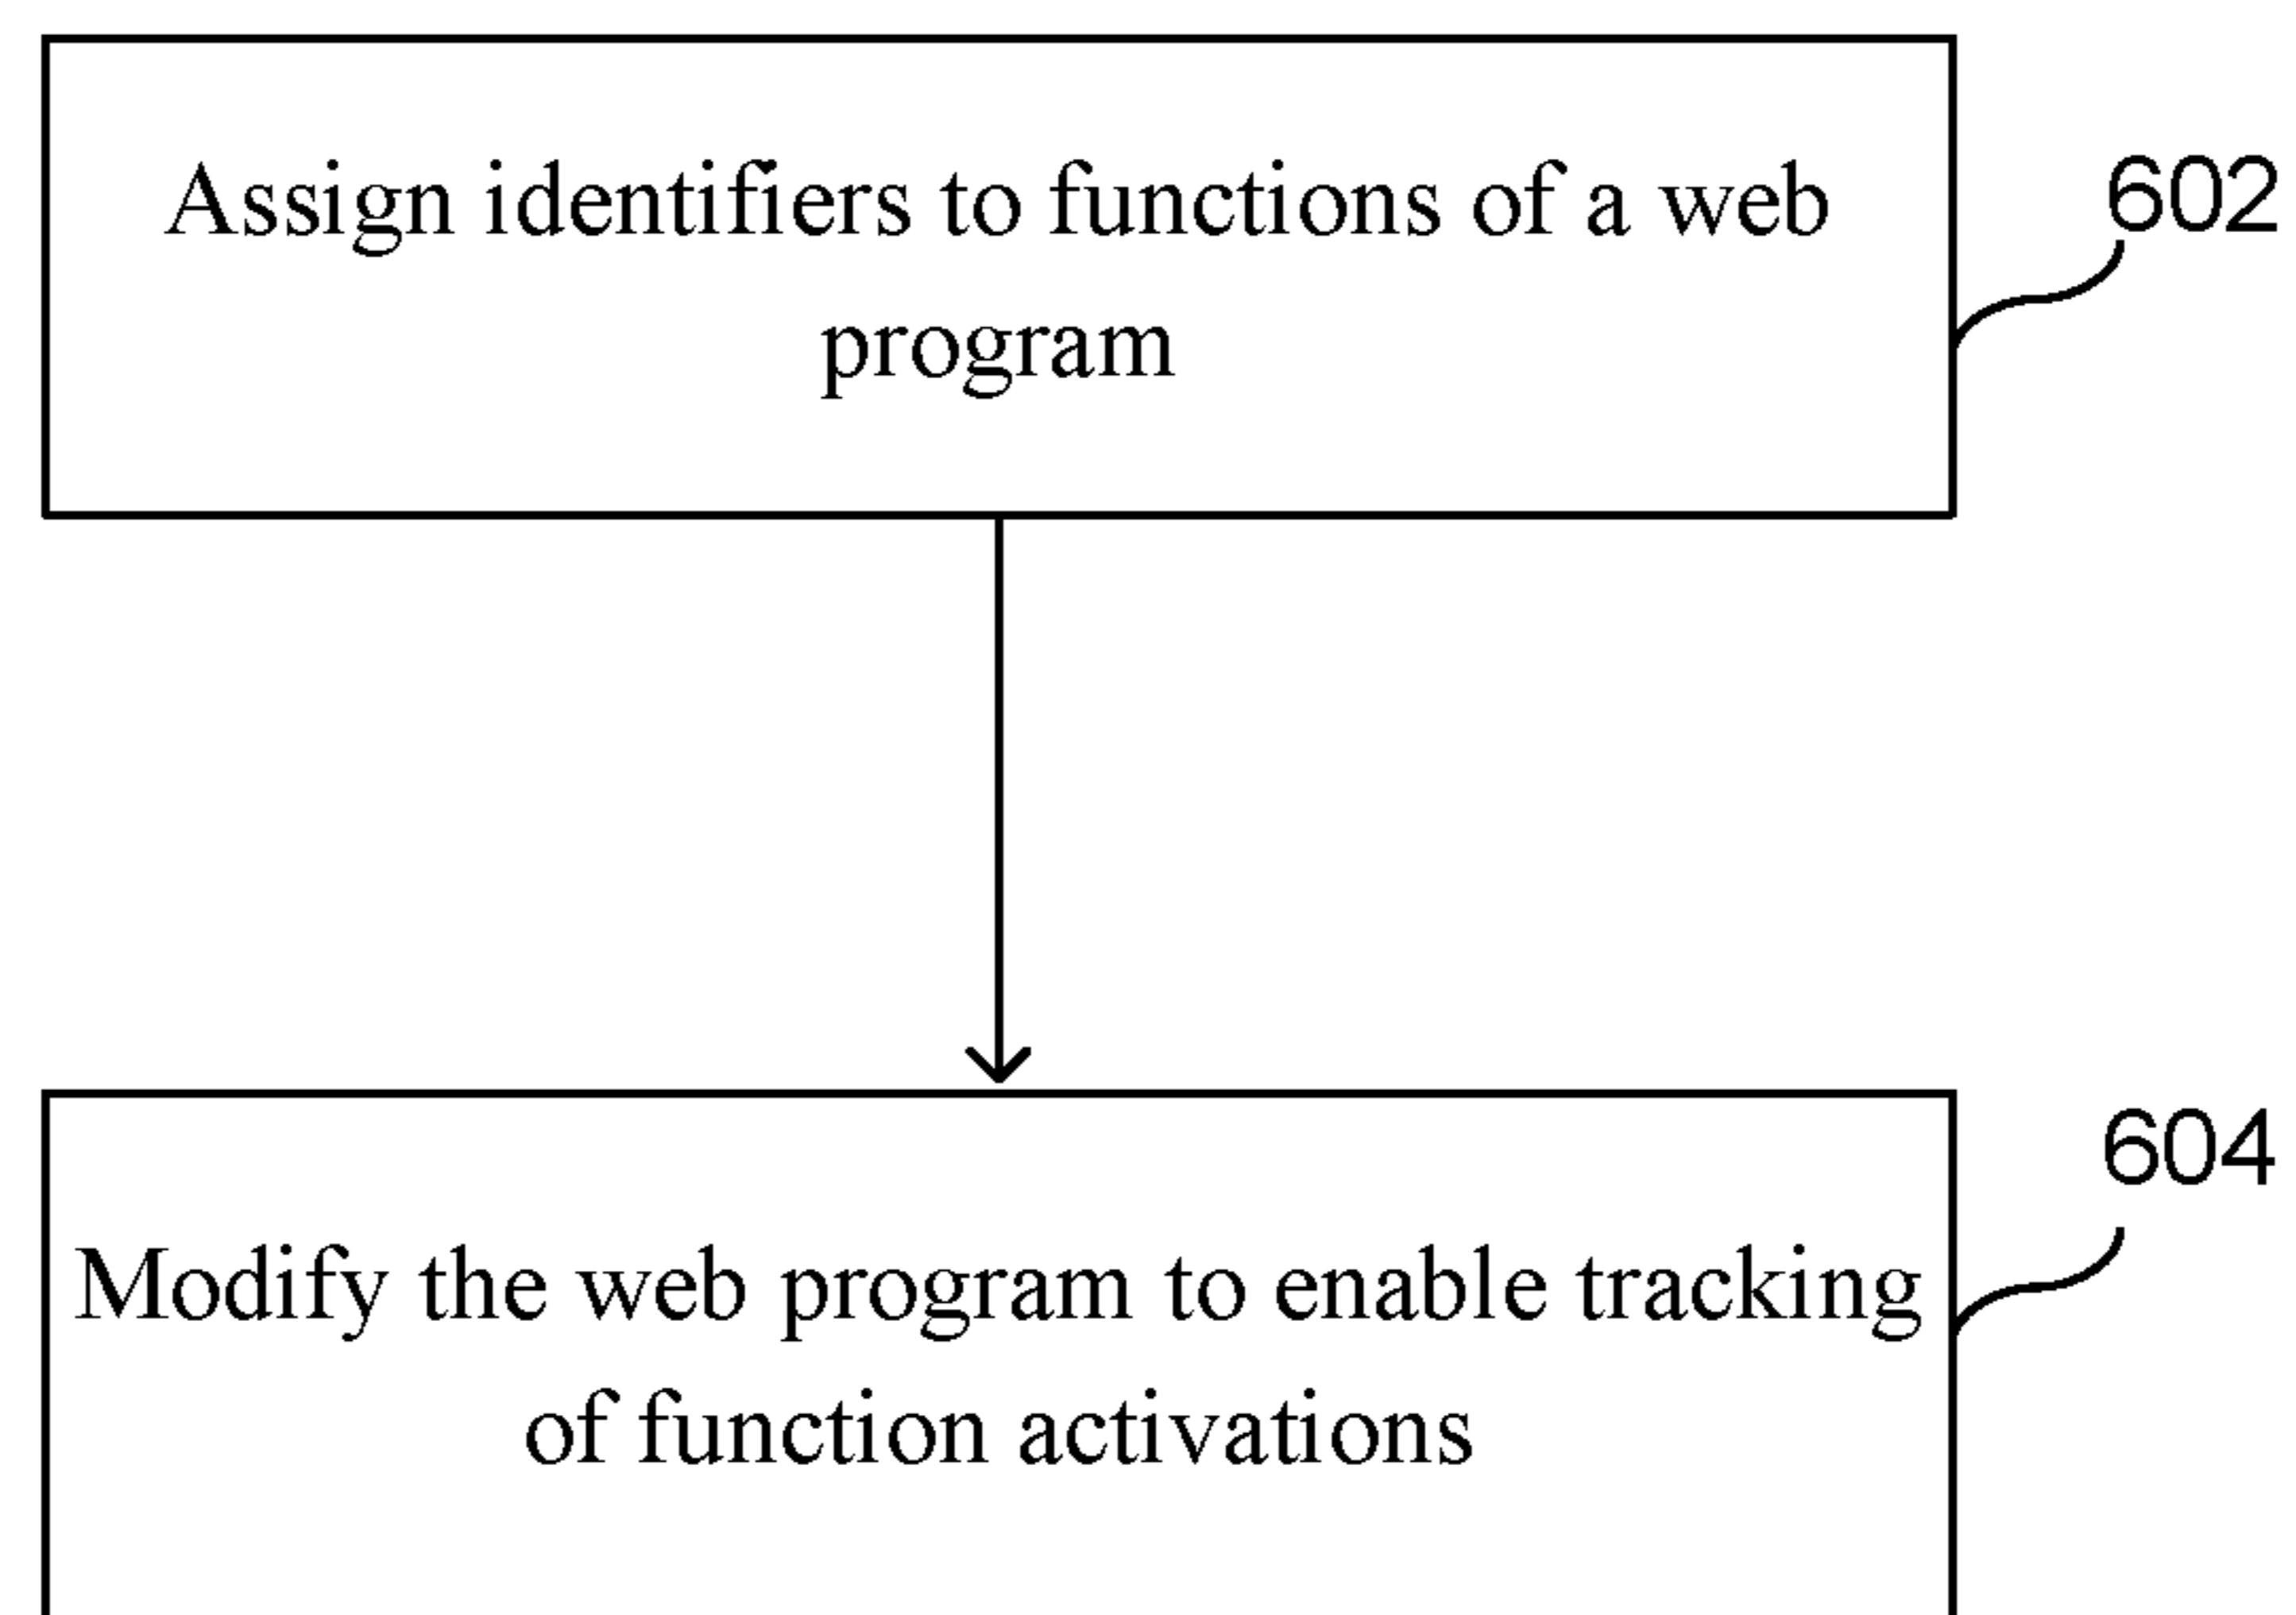 Assign identifiers to functions of a web
program
602
604
Modify the web program to enable tracking
of function activations